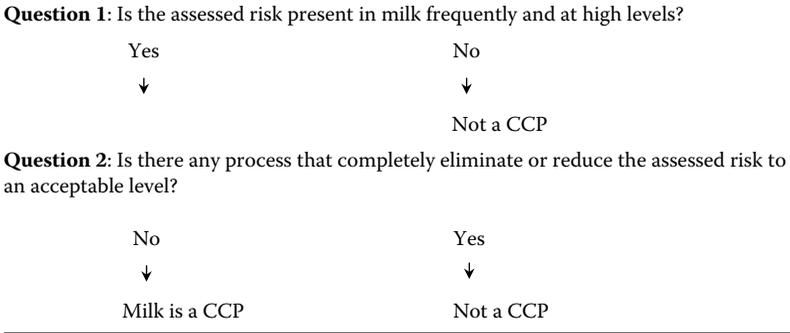 Question 1: Is the assessed risk present in milk frequently and at high levels?
Yes No
Not a CCP
Question 2: Is there any process that completely eliminate or reduce the assessed risk to
an acceptable level?
No Yes
Milk is a CCP Not a CCP